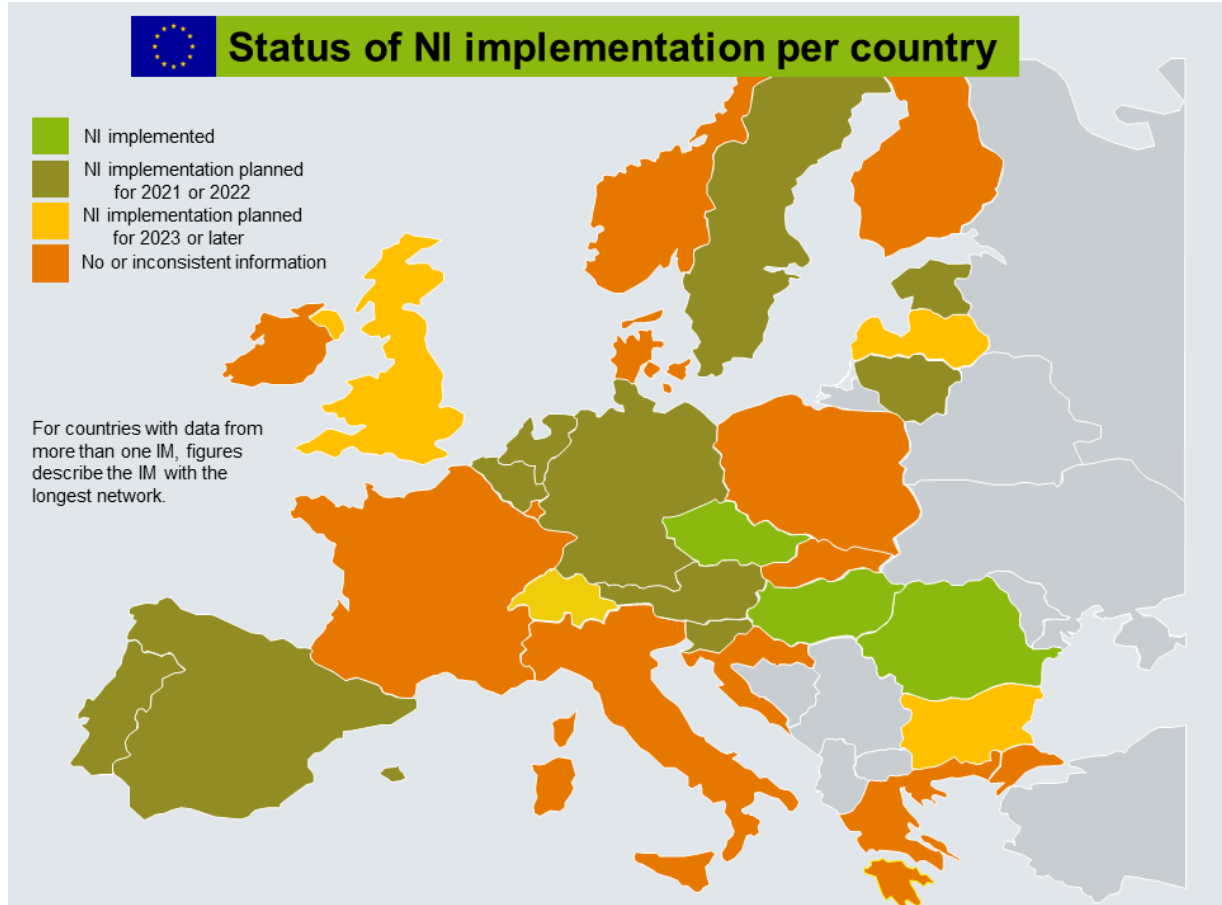 Status of NI implementation per country
NI implemented
NI implementation planned
for 2021 or 2022
NI implementation planned
for 2023 or later
No or inconsistent information
For countries with data from
more than one IM, figures
describe the IM with the
longest network.